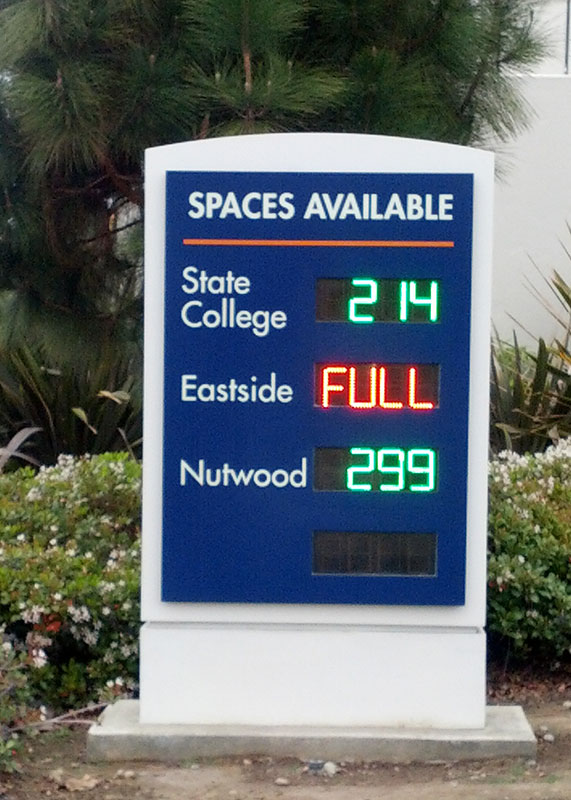 SPACES AVAILABLE
State
College 214
Eastside FULL
Nutwood 299